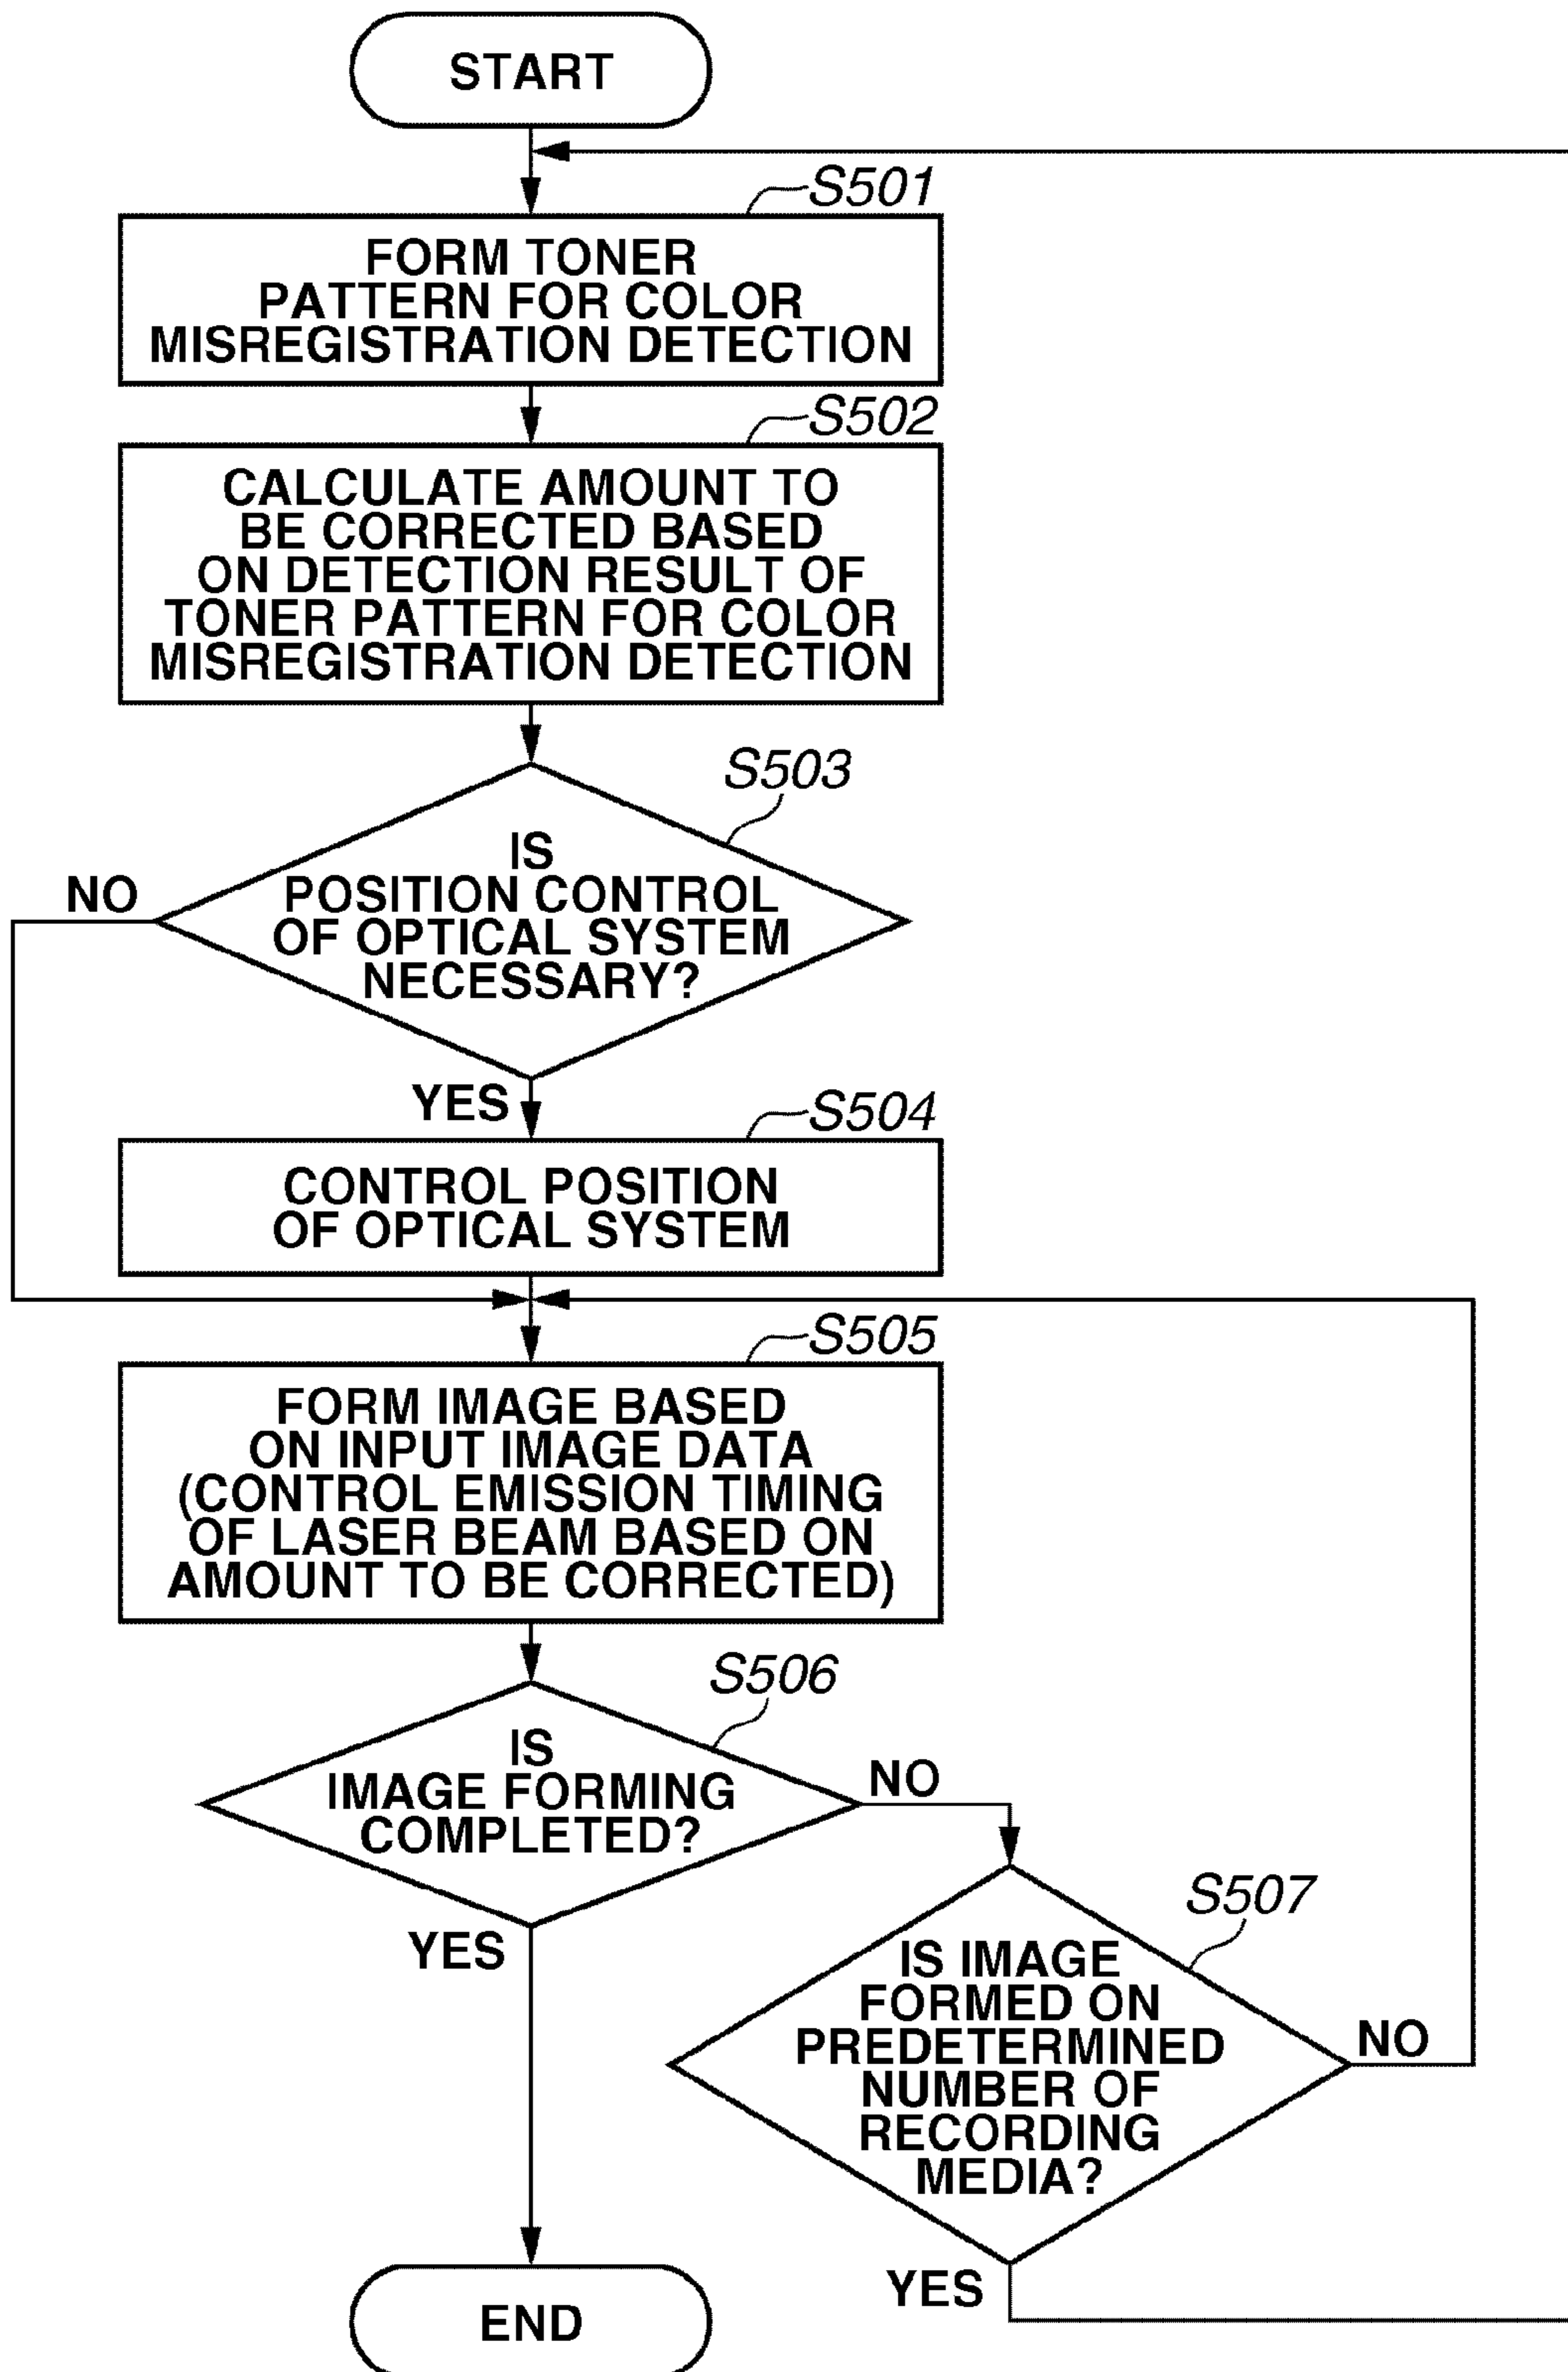 START
S501
FORM TONER
PATTERN FOR COLOR
MISREGISTRATION DETECTION
S502
CALCULATE AMOUNT TO
BE CORRECTED BASED
ON DETECTION RESULT OF
TONER PATTERN FOR COLOR
MISREGISTRATION DETECTION
S503
IS
POSITION CONTROL
OF OPTICAL SYSTEM
NECESSARY?
NO
YES
S504
CONTROL POSITION
OF OPTICAL SYSTEM
S505
FORM IMAGE BASED
ON INPUT IMAGE DATA
(CONTROL EMISSION TIMING
OF LASER BEAM BASED ON
AMOUNT TO BE CORRECTED)
S506
IS
IMAGE FORMING
COMPLETED?
NO
YES
S507
IS IMAGE
FORMED ON
PREDETERMINED
NUMBER OF
RECORDING
MEDIA?
NO
YES
END